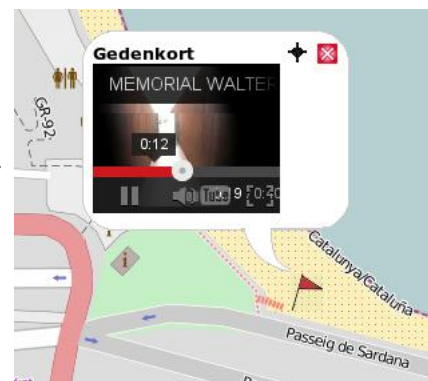 Gedenkort
MEMORIAL WALTER
GR-92
0:12
i
Catalunya/Cataluña
Passeig de Sardana